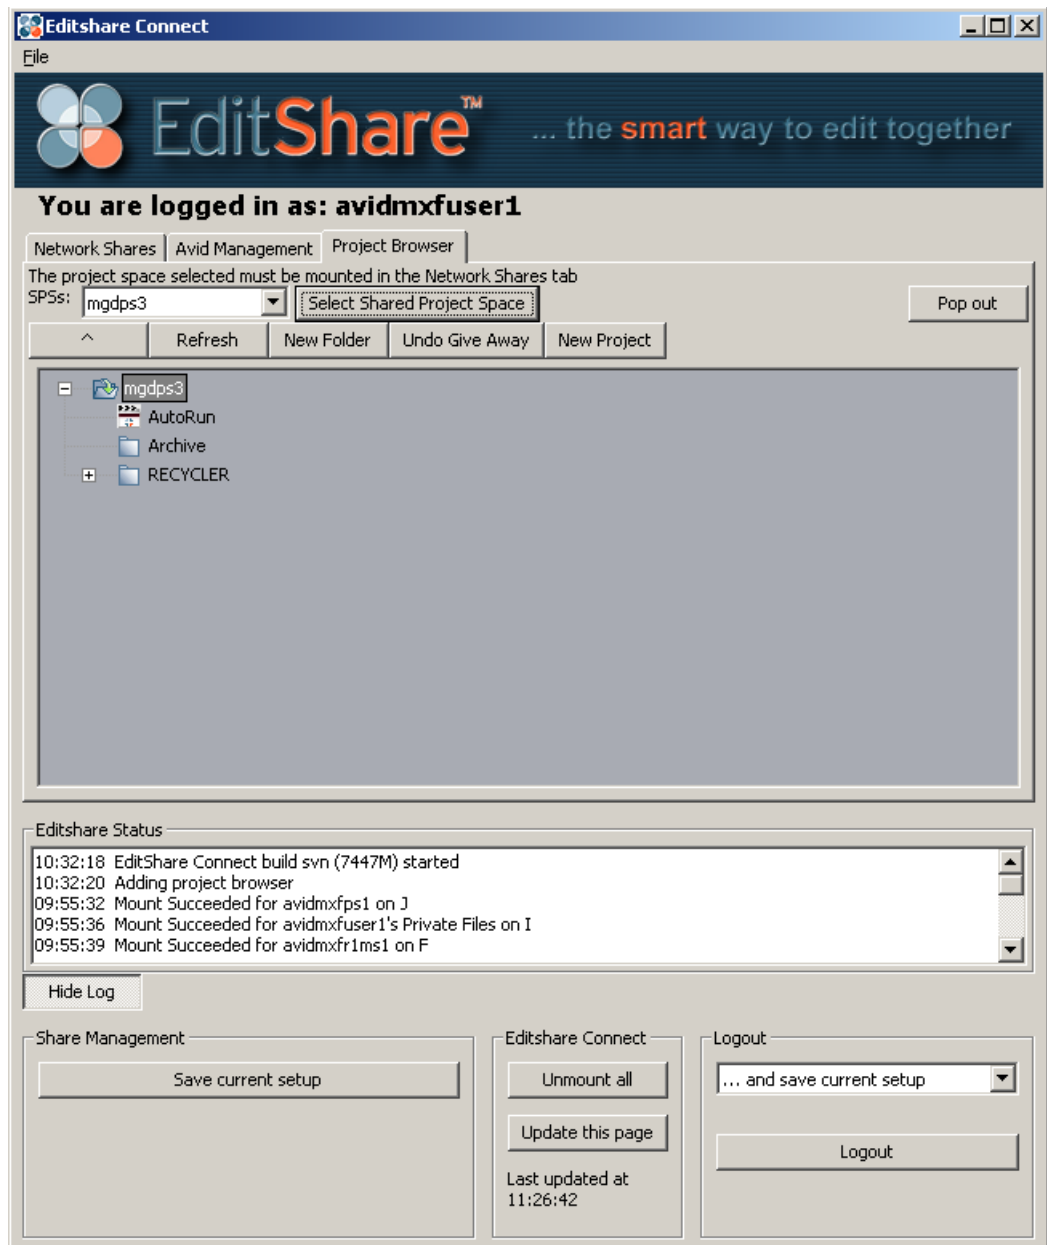 Editshare Connect
File
EditShare™ ... the smart way to edit together
You are logged in as: avidmxfuser1
Network Shares Avid Management Project Browser
The project space selected must be mounted in the Network Shares tab
SPSs: mgdps3 Select Shared Project Space Pop out
^ Refresh New Folder Undo Give Away New Project
mgdps3
AutoRun
Archive
RECYCLER
Editshare Status
10:32:18 EditShare Connect build svn (7447M) started
10:32:20 Adding project browser
09:55:32 Mount Succeeded for avidmxfps1 on J
09:55:36 Mount Succeeded for avidmxfuser1's Private Files on I
09:55:39 Mount Succeeded for avidmxfr1ms1 on F
Hide Log
Share Management Editshare Connect Logout
Save current setup Unmount all ... and save current setup
Update this page Logout
Last updated at
11:26:42